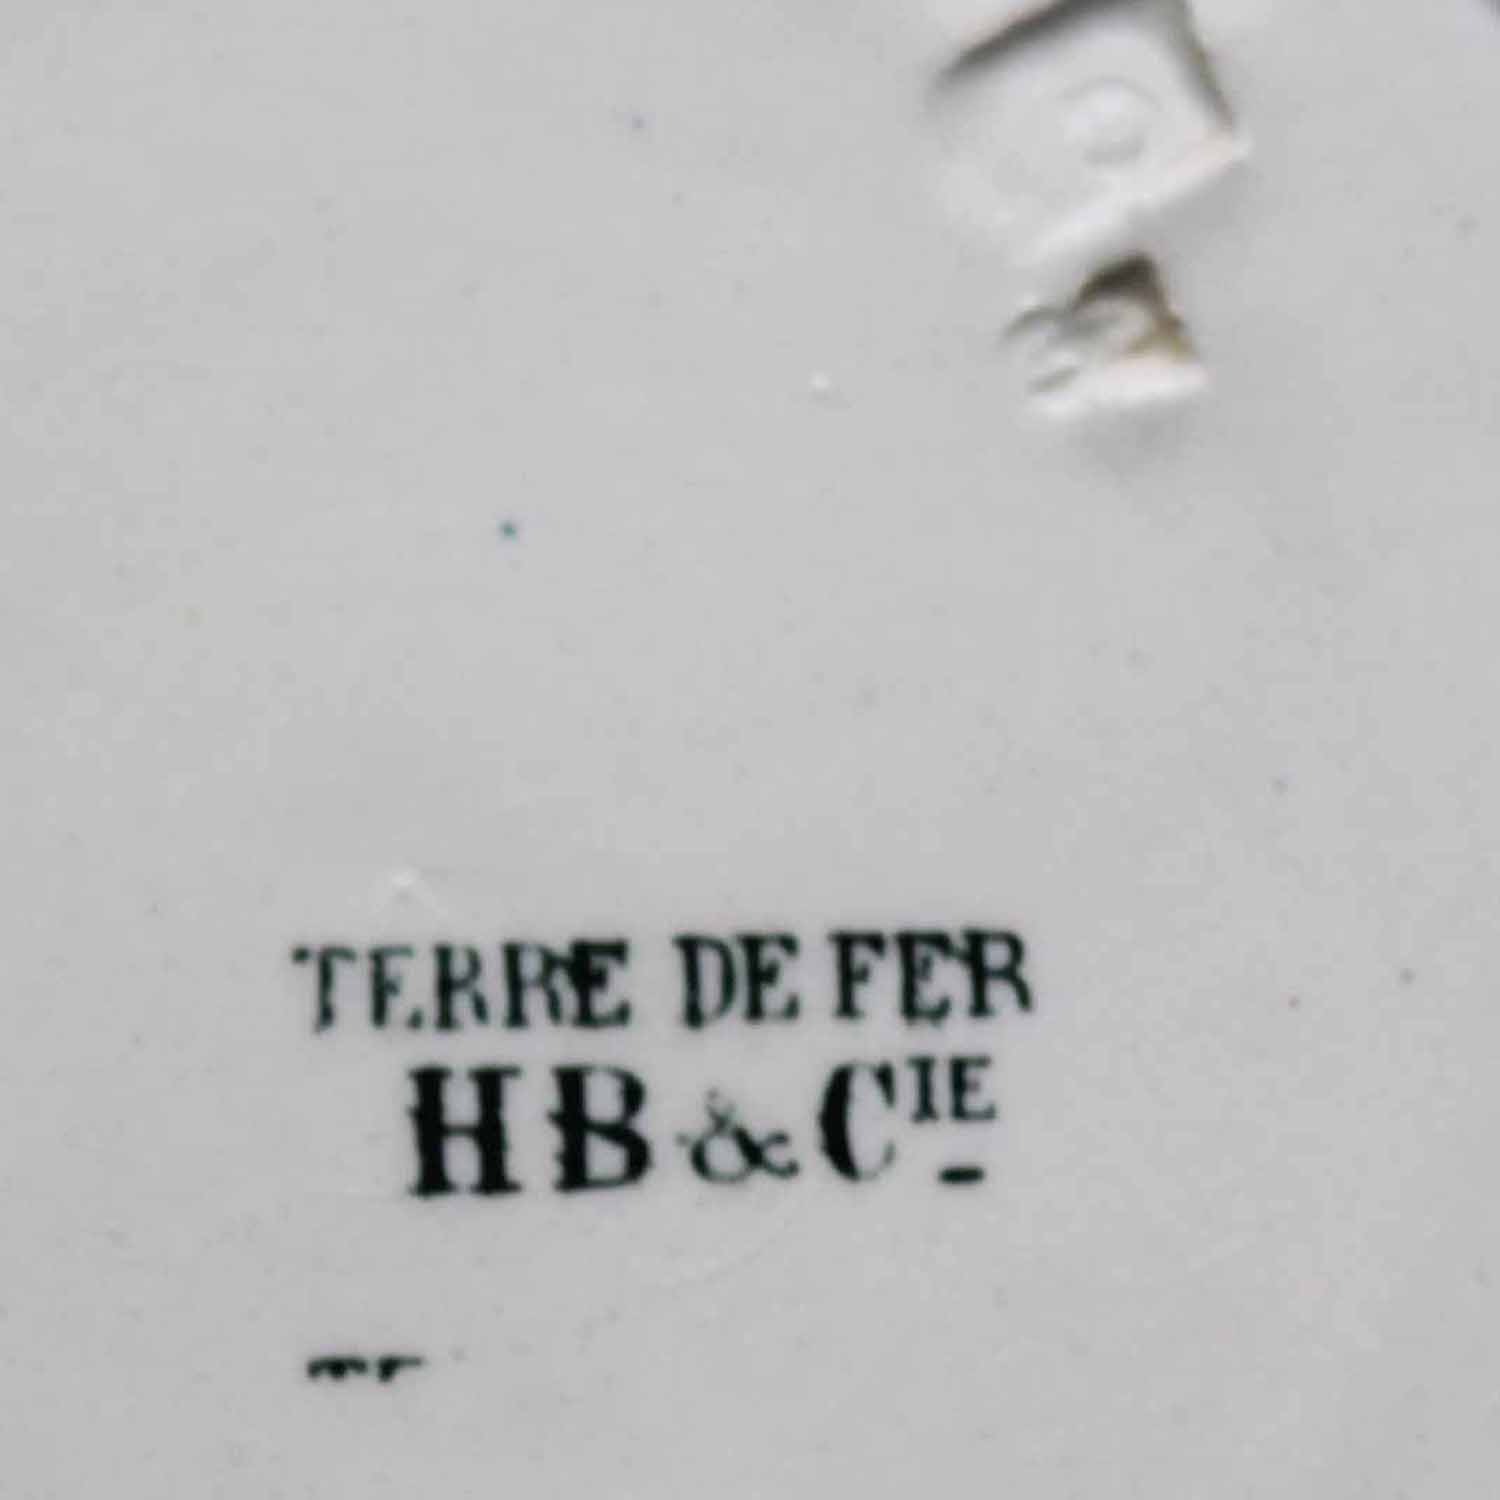 TERRE DE FER
HB & CIE